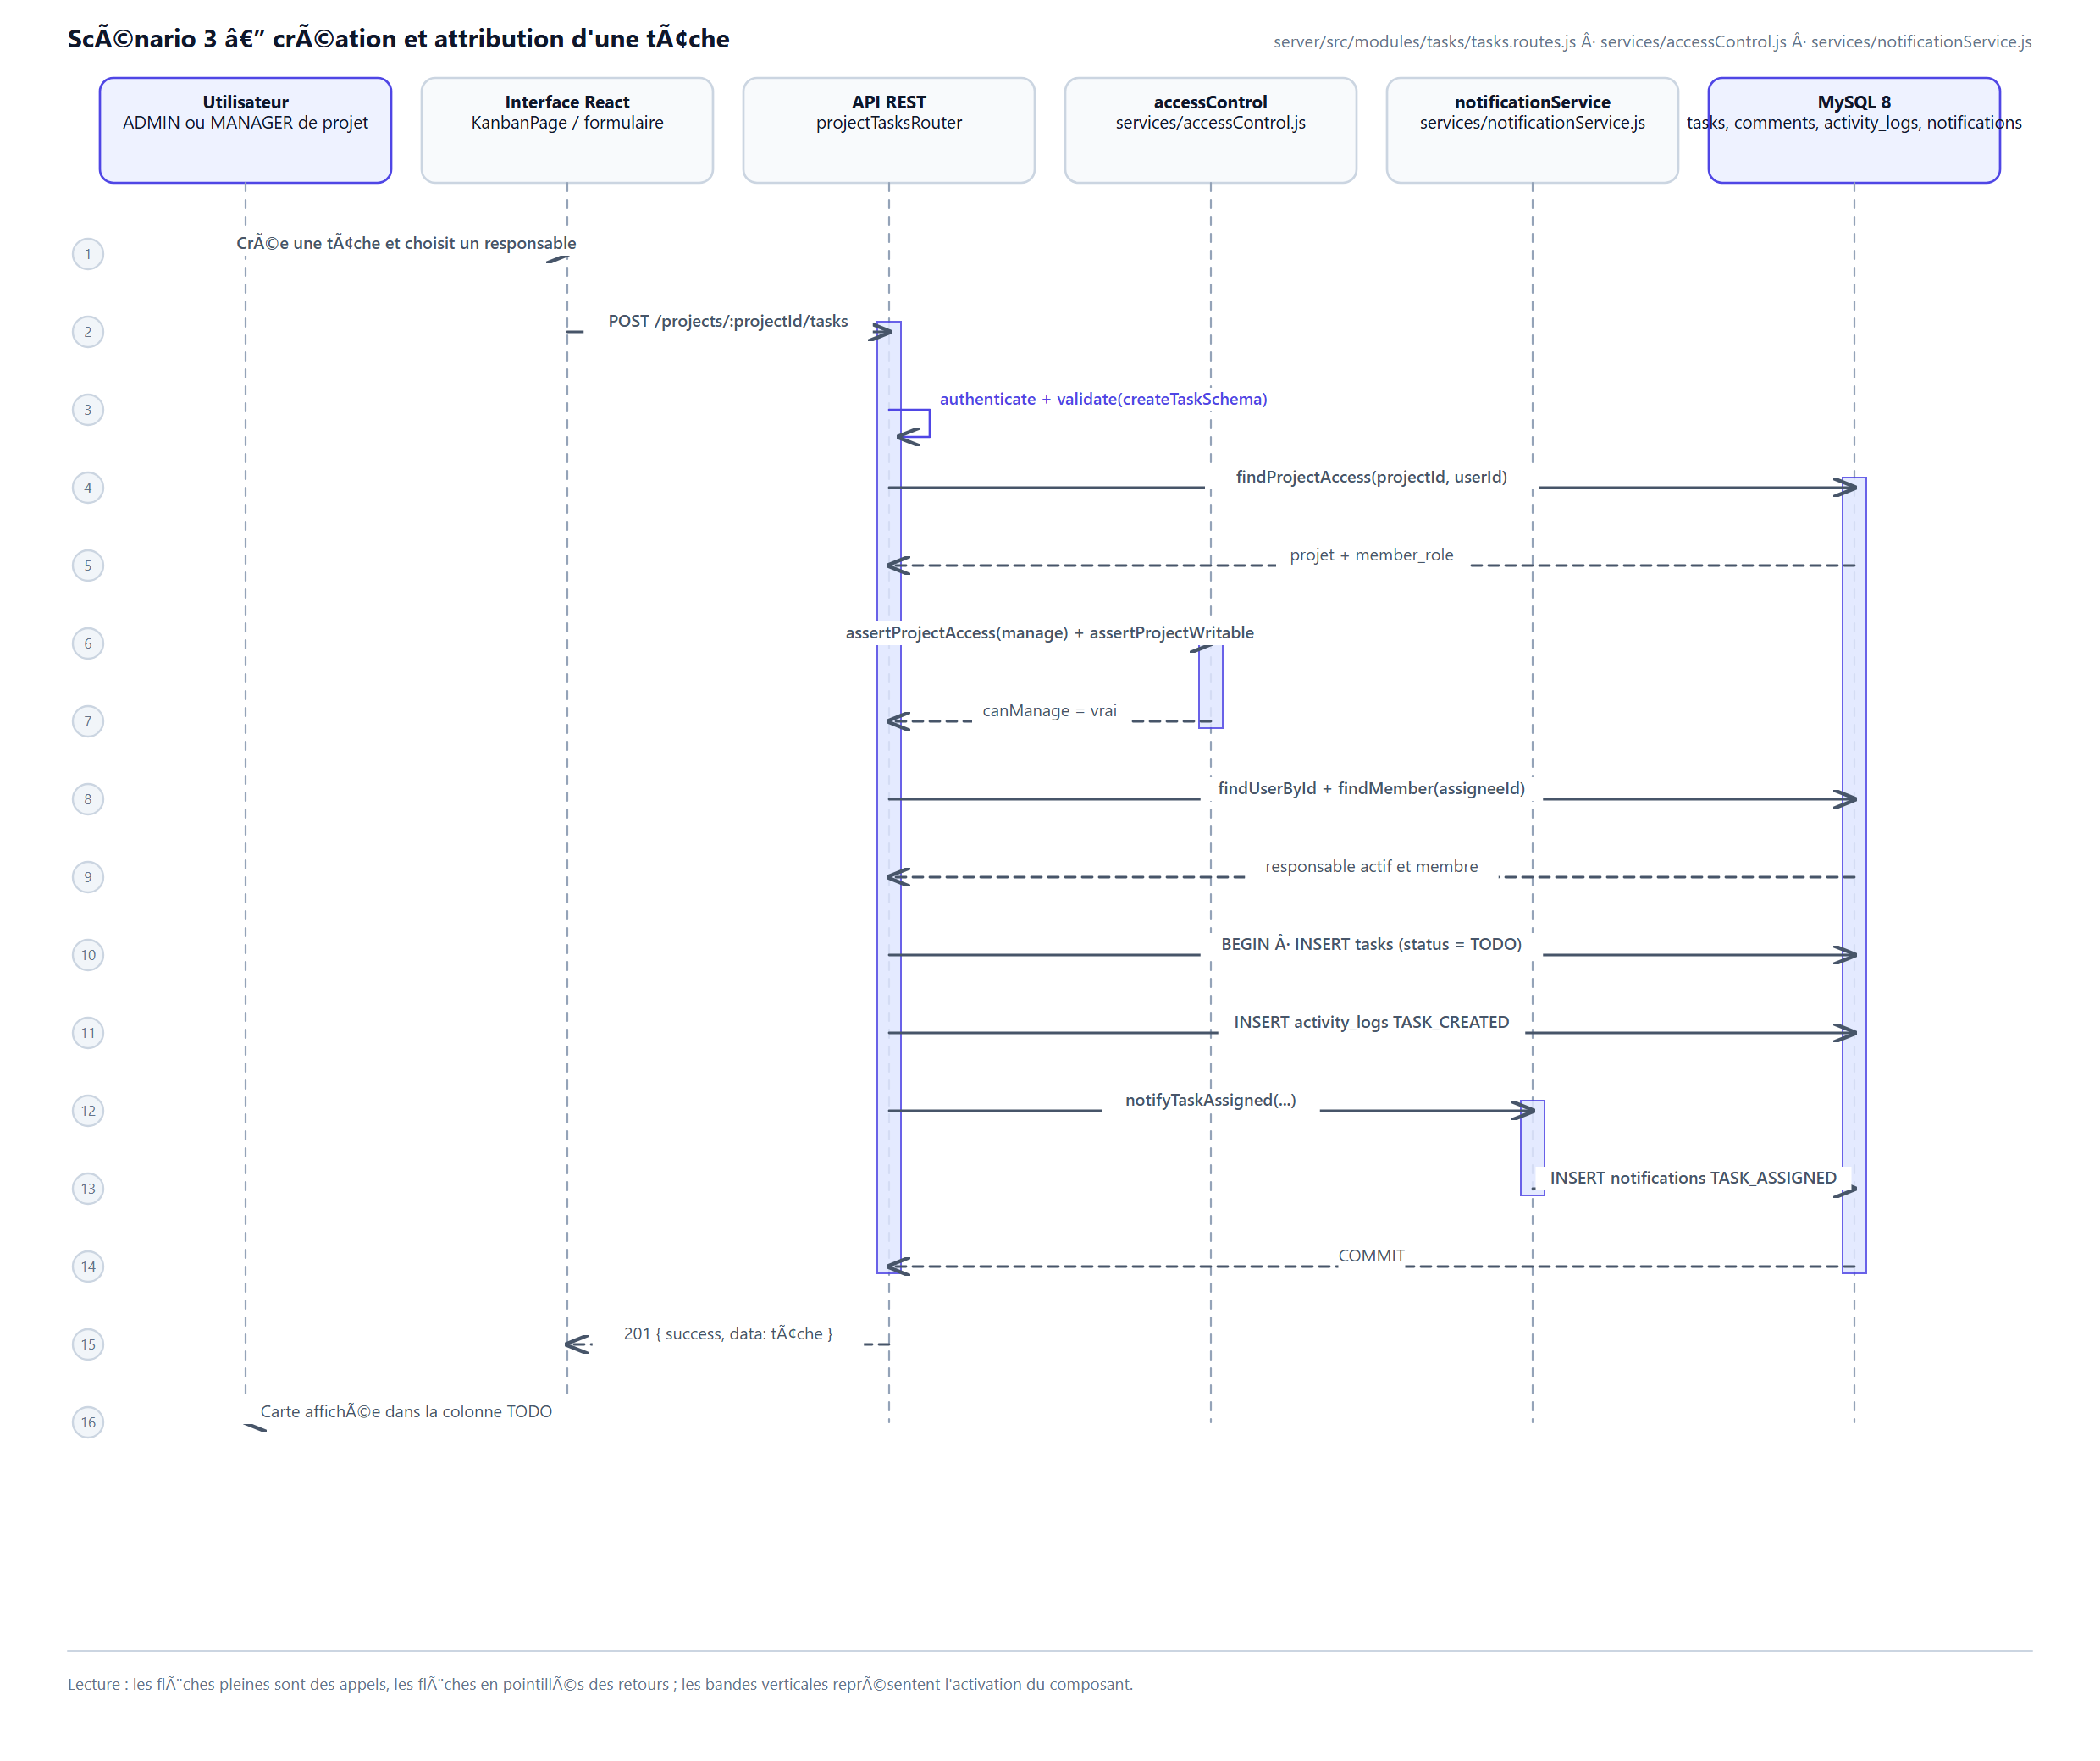 ScÃ©nario 3 â€” crÃ©ation et attribution d'une tÃ¢che
server/src/modules/tasks/tasks.routes.js Â· services/accessControl.js Â· services/notificationService.js
Utilisateur
ADMIN ou MANAGER de projet
Interface React
KanbanPage / formulaire
API REST
projectTasksRouter
accessControl
services/accessControl.js
notificationService
services/notificationService.js
MySQL 8
tasks, comments, activity_logs, notifications
1
CrÃ©e une tÃ¢che et choisit un responsable
2
POST /projects/:projectId/tasks
3
authenticate + validate(createTaskSchema)
4
findProjectAccess(projectId, userId)
5
projet + member_role
6
assertProjectAccess(manage) + assertProjectWritable
7
canManage = vrai
8
findUserById + findMember(assigneeId)
9
responsable actif et membre
10
BEGIN Â· INSERT tasks (status = TODO)
11
INSERT activity_logs TASK_CREATED
12
notifyTaskAssigned(...)
13
INSERT notifications TASK_ASSIGNED
14
COMMIT
15
201 { success, data: tÃ¢che }
16
Carte affichÃ©e dans la colonne TODO
Lecture : les flÃ¨ches pleines sont des appels, les flÃ¨ches en pointillÃ©s des retours ; les bandes verticales reprÃ©sentent l'activation du composant.